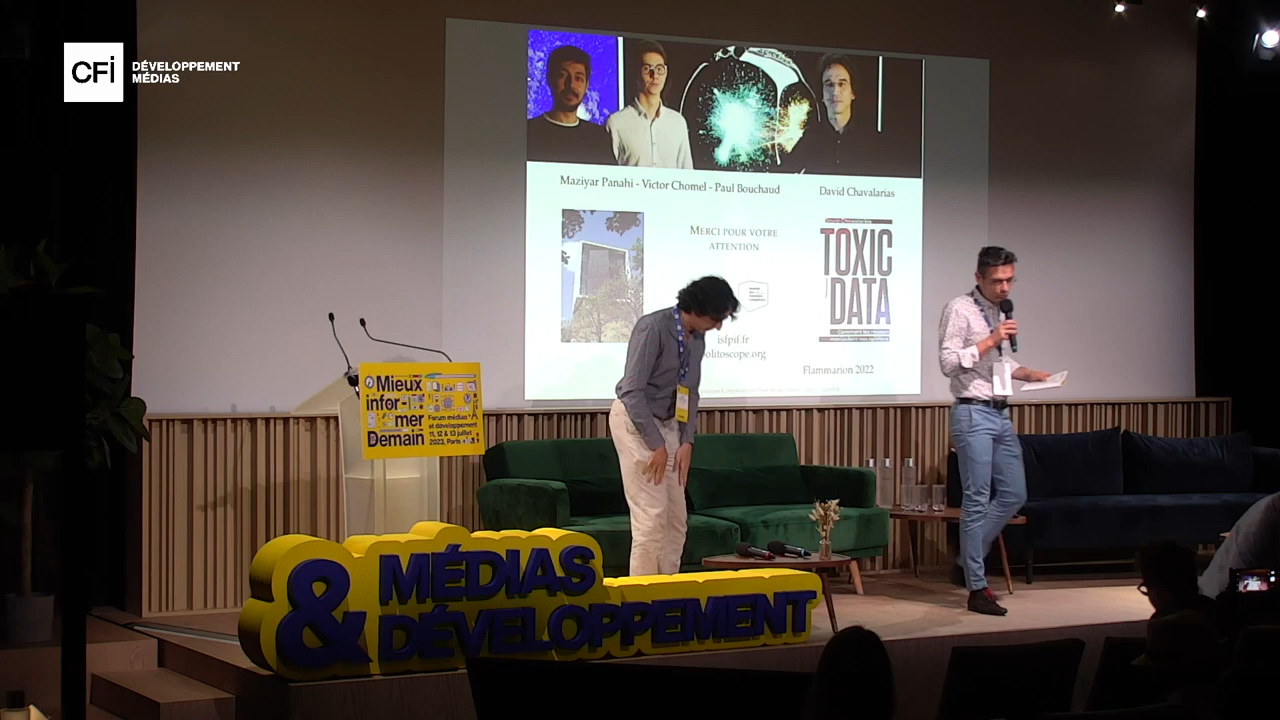 CFi
DÉVELOPPEMENT
MÉDIAS
Maziyar Panahi - Victor Chomel - Paul Bouchaud
David Chavalarias
MERCI POUR VOTRE
ATTENTION
TOXIC
DATA
iscpif.fr
politoscope.org
Flammarion 2022
Mieux
infor
mer
Demain
Forum médias
et développement
11, 12 & 13 juillet
2023, Paris
& MÉDIAS
DÉVELOPPEMENT